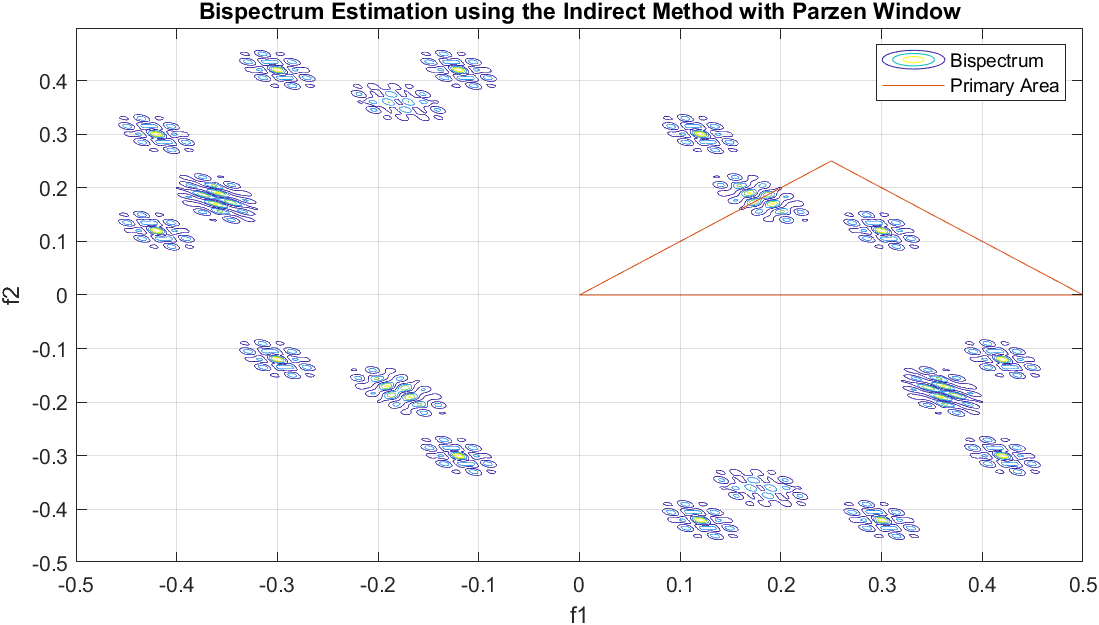 Bispectrum Estimation using the Indirect Method with Parzen Window
Bispectrum
Primary Area
f2
0.4
0.3
0.2
0.1
0
-0.1
-0.2
-0.3
-0.4
-0.5
-0.5 -0.4 -0.3 -0.2 -0.1 0 0.1 0.2 0.3 0.4 0.5
f1